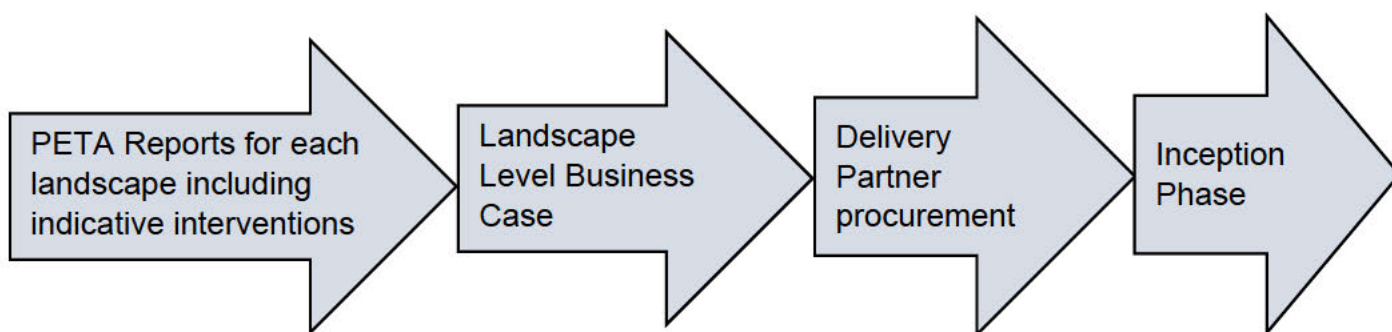 PETA Reports for each
landscape including
indicative interventions
Landscape
Level Business
Case
Delivery
Partner
procurement
Inception
Phase